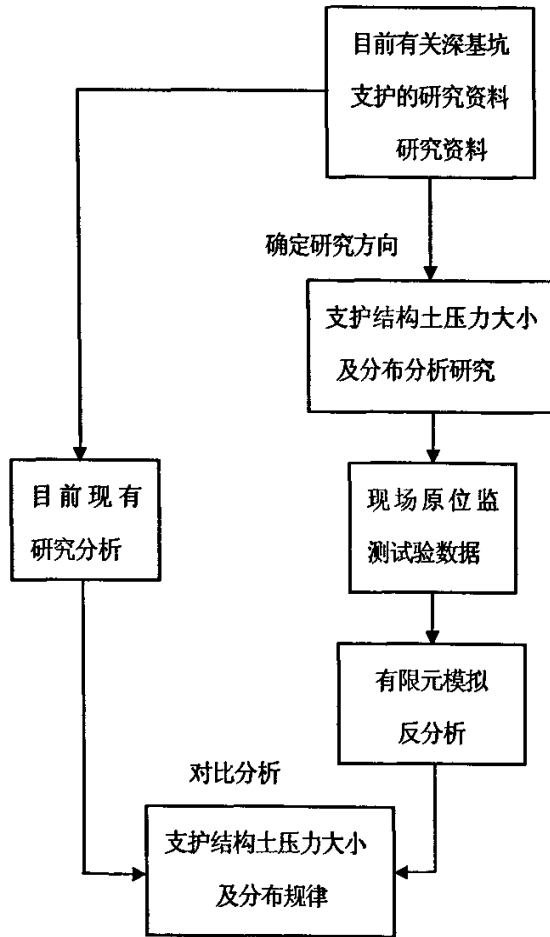 目前有关深基坑
支护的研究资料
研究资料
确定研究方向
支护结构土压力大小
及分布分析研究
目前现有
研究分析
现场原位监
测试验数据
有限元模拟
反分析
对比分析
支护结构土压力大小
及分布规律